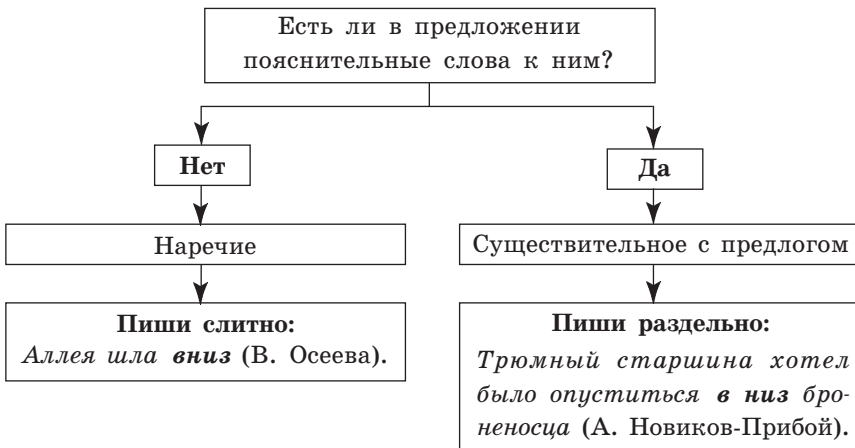 Есть ли в предложении
пояснительные слова к ним?
Нет
Да
Наречие
Существительное с предлогом
Пиши слитно:
Аллея шла вниз (В. Осеева).
Пиши раздельно:
Трюмный старшина хотел
было опуститься в низ бро-
неносца (А. Новиков-Прибой).